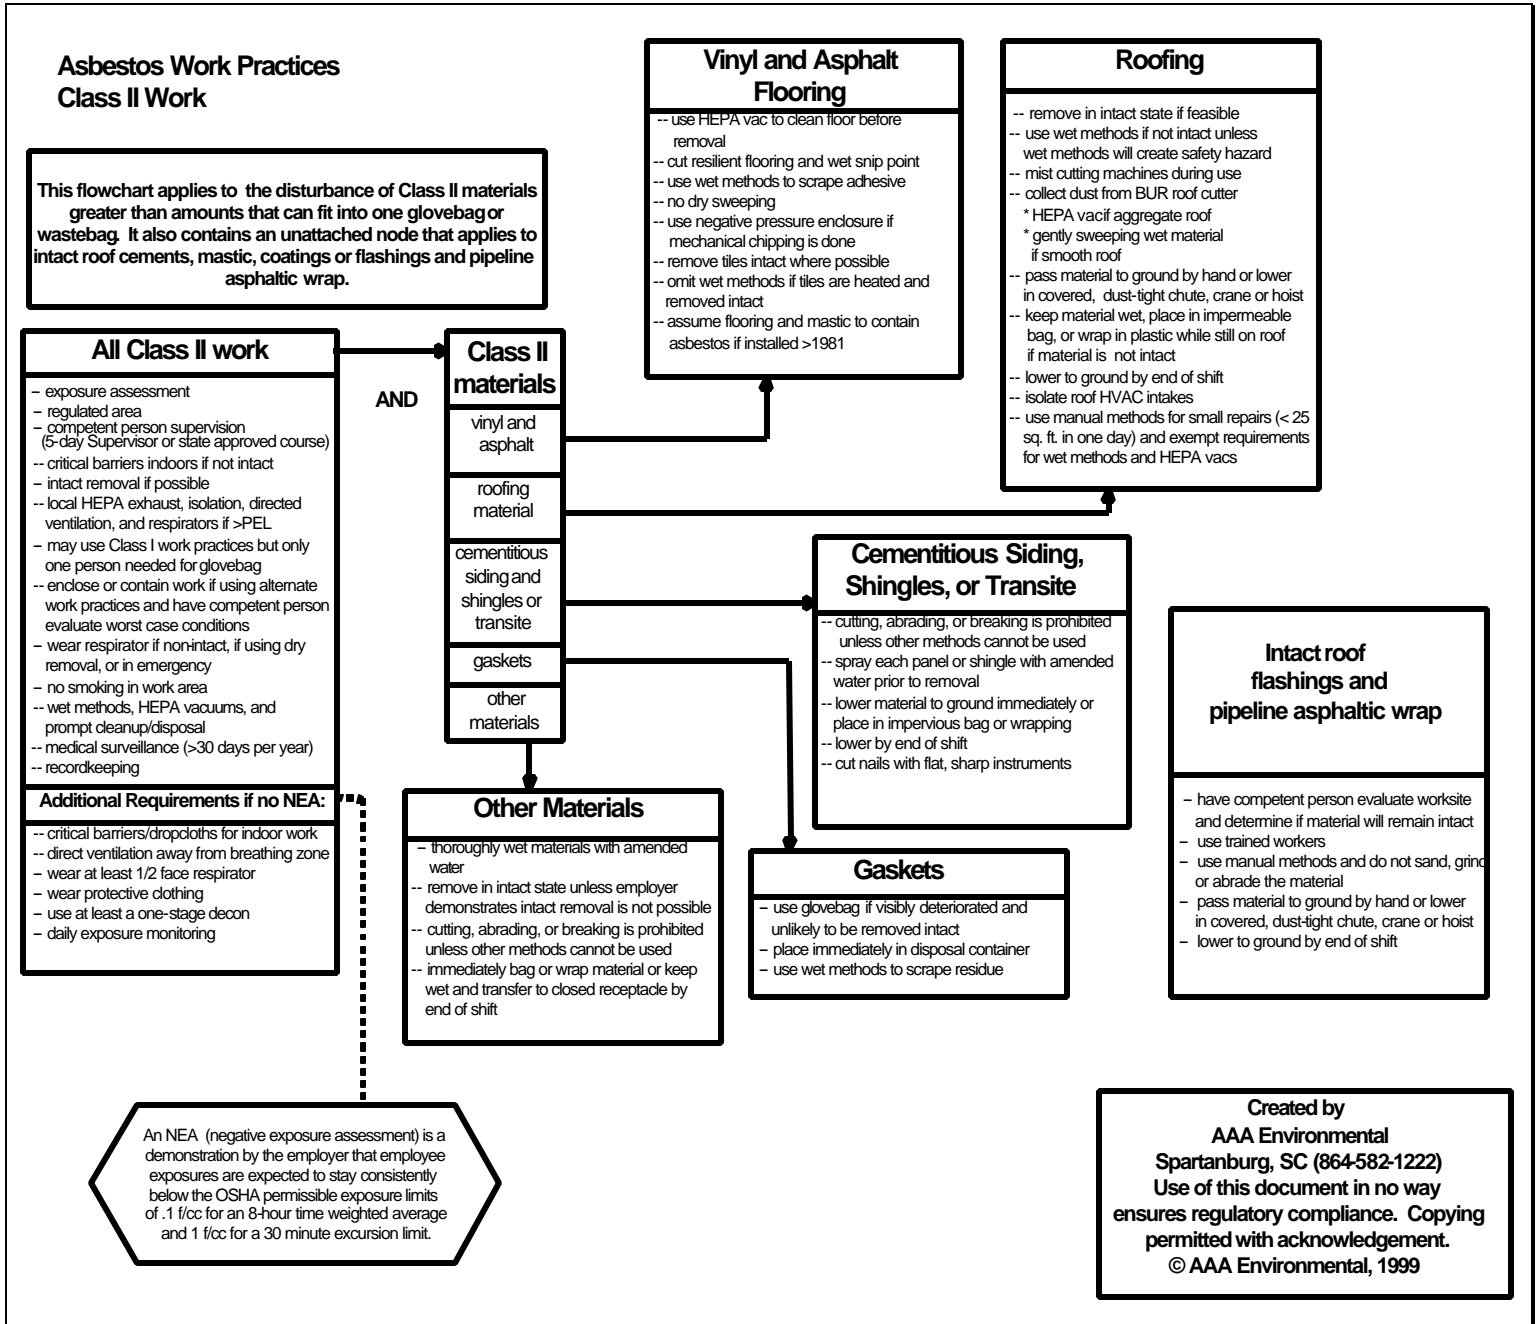 Asbestos Work Practices
Class II Work
This flowchart applies to the disturbance of Class II materials
greater than amounts that can fit into one glovebag or
wastebag. It also contains an unattached node that applies to
intact roof cements, mastic, coatings or flashings and pipeline
asphaltic wrap.
Vinyl and Asphalt
Flooring
-- use HEPA vac to clean floor before
removal
-- cut resilient flooring and wet snip point
-- use wet methods to scrape adhesive
-- no dry sweeping
-- use negative pressure enclosure if
mechanical chipping is done
-- remove tiles intact where possible
-- omit wet methods if tiles are heated and
removed intact
-- assume flooring and mastic to contain
asbestos if installed >1981
Roofing
-- remove in intact state if feasible
-- use wet methods if not intact unless
wet methods will create safety hazard
-- mist cutting machines during use
-- collect dust from BUR roof cutter
* HEPA vacif aggregate roof
* gently sweeping wet material
if smooth roof
-- pass material to ground by hand or lower
in covered, dust-tight chute, crane or hoist
-- keep material wet, place in impermeable
bag, or wrap in plastic while still on roof
if material is not intact
-- lower to ground by end of shift
-- isolate roof HVAC intakes
-- use manual methods for small repairs (< 25
sq. ft. in one day) and exempt requirements
for wet methods and HEPA vacs
All Class II work
– exposure assessment
– regulated area
– competent person supervision
(5-day Supervisor or state approved course)
-- critical barriers indoors if not intact
– intact removal if possible
-- local HEPA exhaust, isolation, directed
ventilation, and respirators if >PEL
– may use Class I work practices but only
one person needed for glovebag
-- enclose or contain work if using alternate
work practices and have competent person
evaluate worst case conditions
– wear respirator if non-intact, if using dry
removal, or in emergency
– no smoking in work area
-- wet methods, HEPA vacuums, and
prompt cleanup/disposal
-- medical surveillance (>30 days per year)
-- recordkeeping
Additional Requirements if no NEA:
-- critical barriers/dropcloths for indoor work
-- direct ventilation away from breathing zone
– wear at least 1/2 face respirator
– wear protective clothing
– use at least a one-stage decon
– daily exposure monitoring
AND
Class II
materials
vinyl and
asphalt
roofing
material
cementitious
siding and
shingles or
transite
gaskets
other
materials
Cementitious Siding,
Shingles, or Transite
-- cutting, abrading, or breaking is prohibited
unless other methods cannot be used
-- spray each panel or shingle with amended
water prior to removal
-- lower material to ground immediately or
place in impervious bag or wrapping
-- lower by end of shift
-- cut nails with flat, sharp instruments
Intact roof
flashings and
pipeline asphaltic wrap
– have competent person evaluate worksite
and determine if material will remain intact
– use trained workers
– use manual methods and do not sand, grind
or abrade the material
– pass material to ground by hand or lower
in covered, dust-tight chute, crane or hoist
– lower to ground by end of shift
Other Materials
– thoroughly wet materials with amended
water
-- remove in intact state unless employer
demonstrates intact removal is not possible
-- cutting, abrading, or breaking is prohibited
unless other methods cannot be used
-- immediately bag or wrap material or keep
wet and transfer to closed receptacle by
end of shift
Gaskets
– use glovebag if visibly deteriorated and
unlikely to be removed intact
– place immediately in disposal container
– use wet methods to scrape residue
An NEA (negative exposure assessment) is a
demonstration by the employer that employee
exposures are expected to stay consistently
below the OSHA permissible exposure limits
of .1 f/cc for an 8-hour time weighted average
and 1 f/cc for a 30 minute excursion limit.
Created by
AAA Environmental
Spartanburg, SC (864-582-1222)
Use of this document in no way
ensures regulatory compliance. Copying
permitted with acknowledgement.
© AAA Environmental, 1999